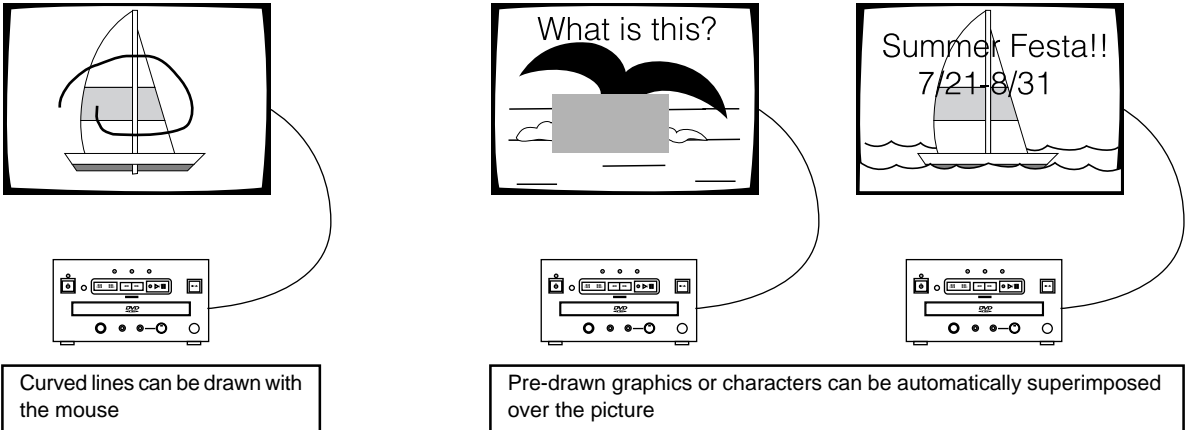 What is this?
Summer Festa!!
7/21-8/31
DVD
DVD
DVD
Curved lines can be drawn with
the mouse
Pre-drawn graphics or characters can be automatically superimposed
over the picture